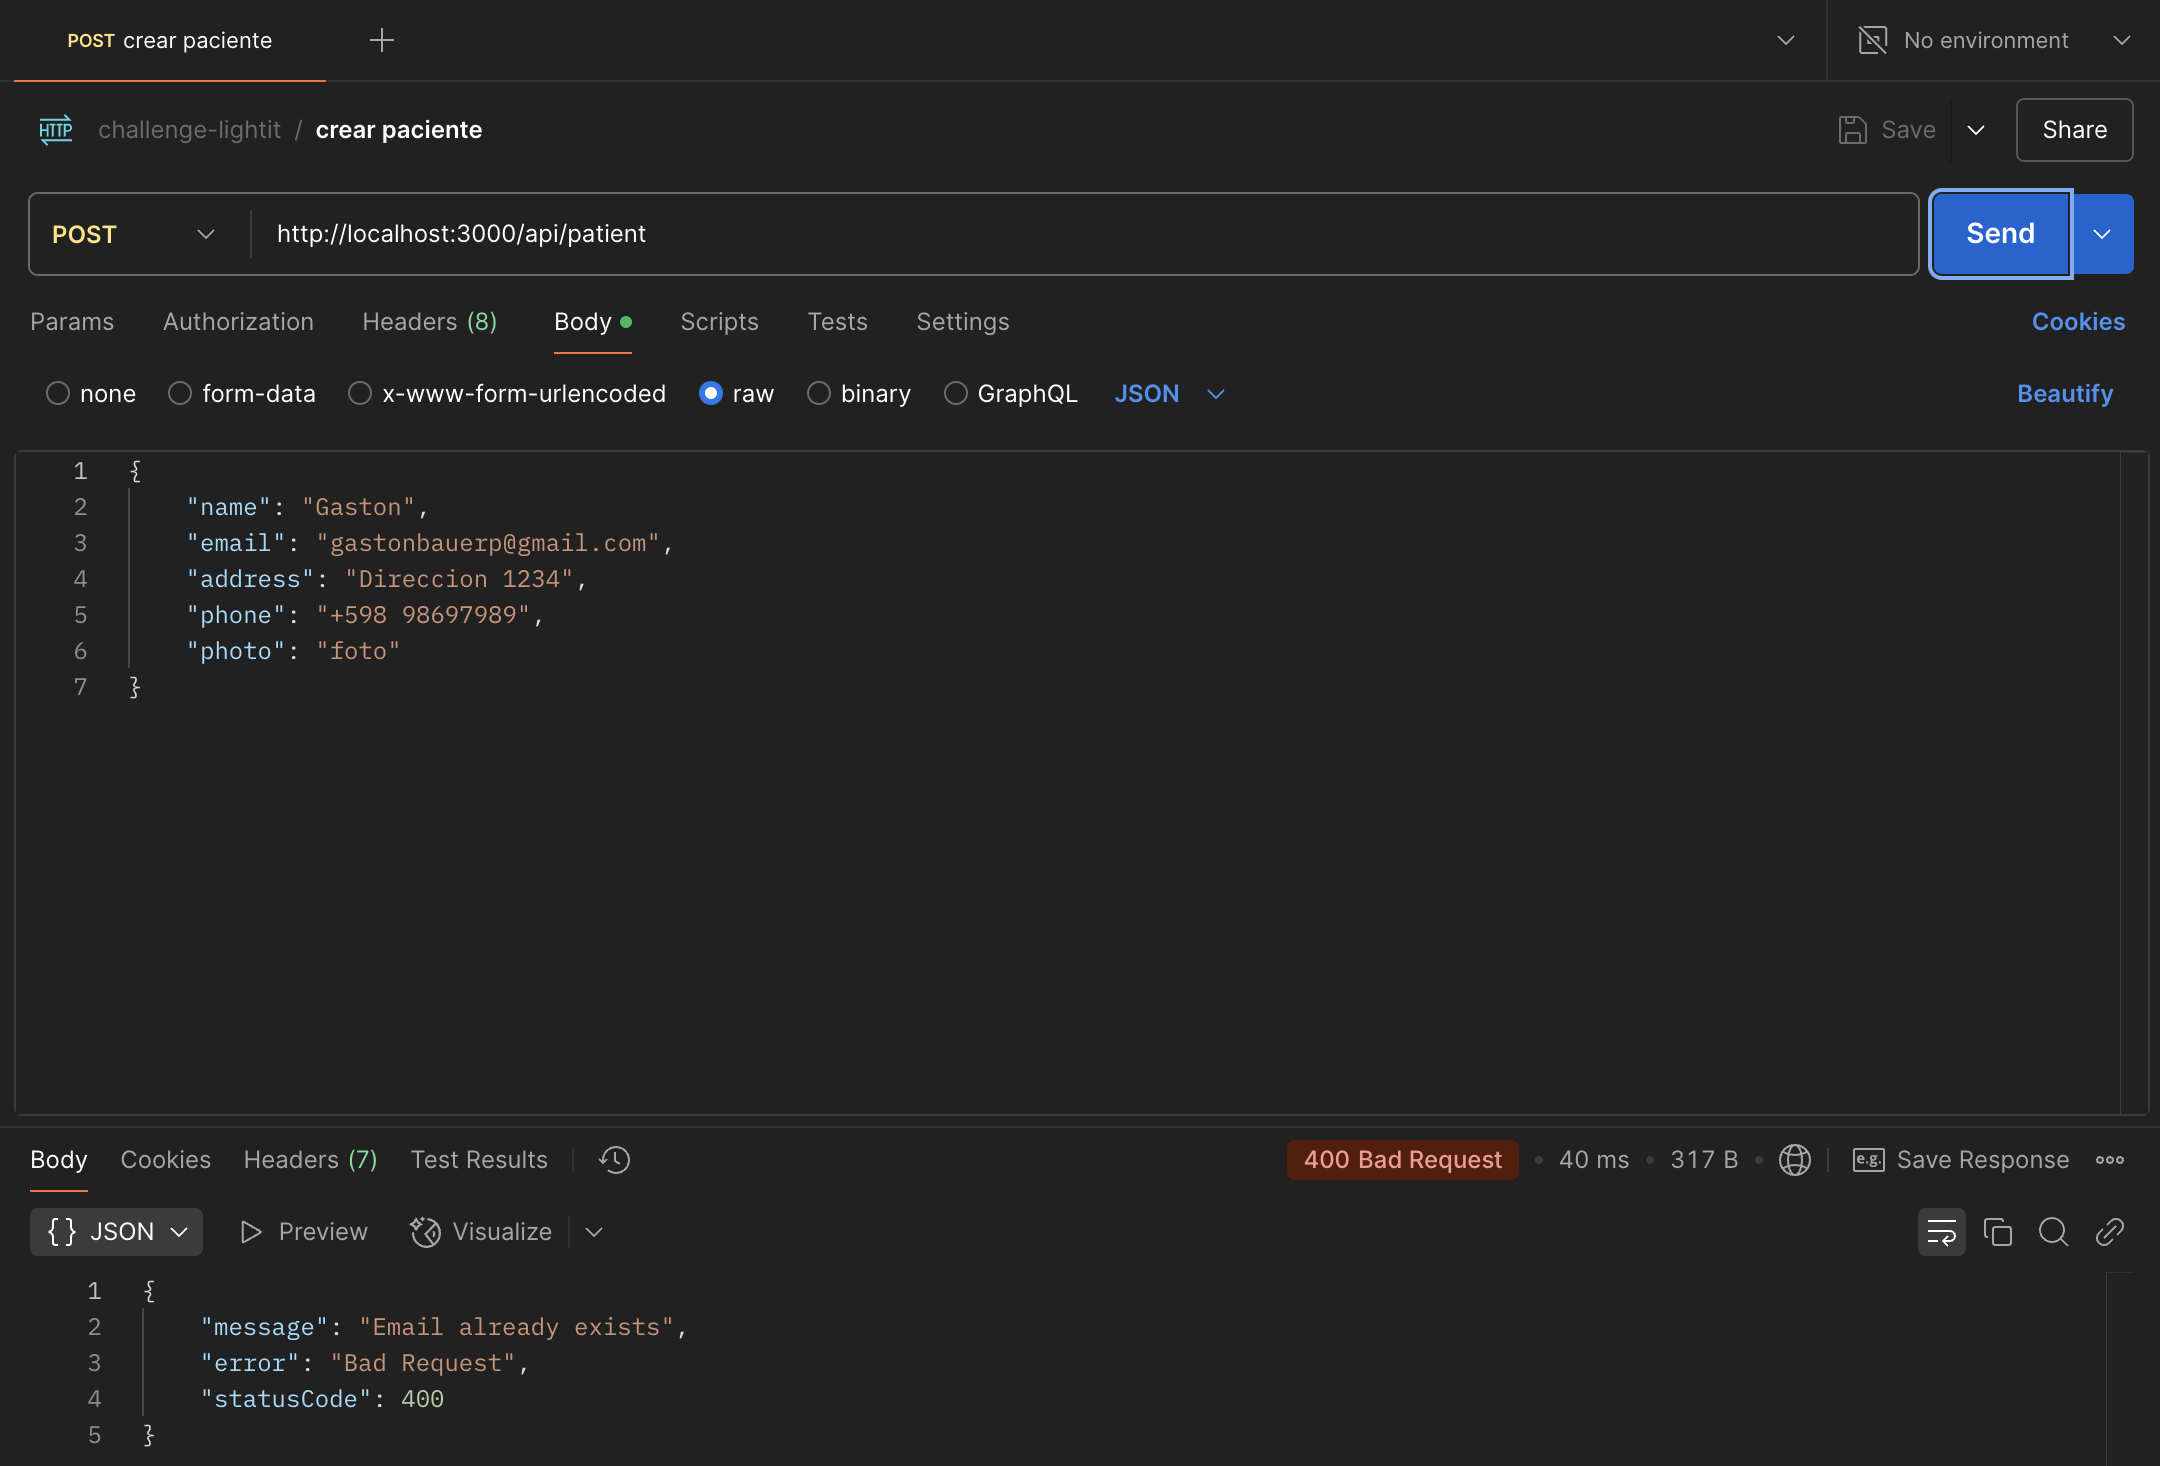 POST crear paciente
No environment
HTTP challenge-lightit / crear paciente
Save
Share
POST http://localhost:3000/api/patient
Send
Params Authorization Headers (8) Body Scripts Tests Settings Cookies
none form-data x-www-form-urlencoded raw binary GraphQL JSON Beautify
1 {
2 "name": "Gaston",
3 "email": "gastonbauerp@gmail.com",
4 "address": "Direccion 1234",
5 "phone": "+598 98697989",
6 "photo": "foto"
7 }
Body Cookies Headers (7) Test Results 400 Bad Request 40 ms 317 B e.g. Save Response
{} JSON Preview Visualize
1 {
2 "message": "Email already exists",
3 "error": "Bad Request",
4 "statusCode": 400
5 }